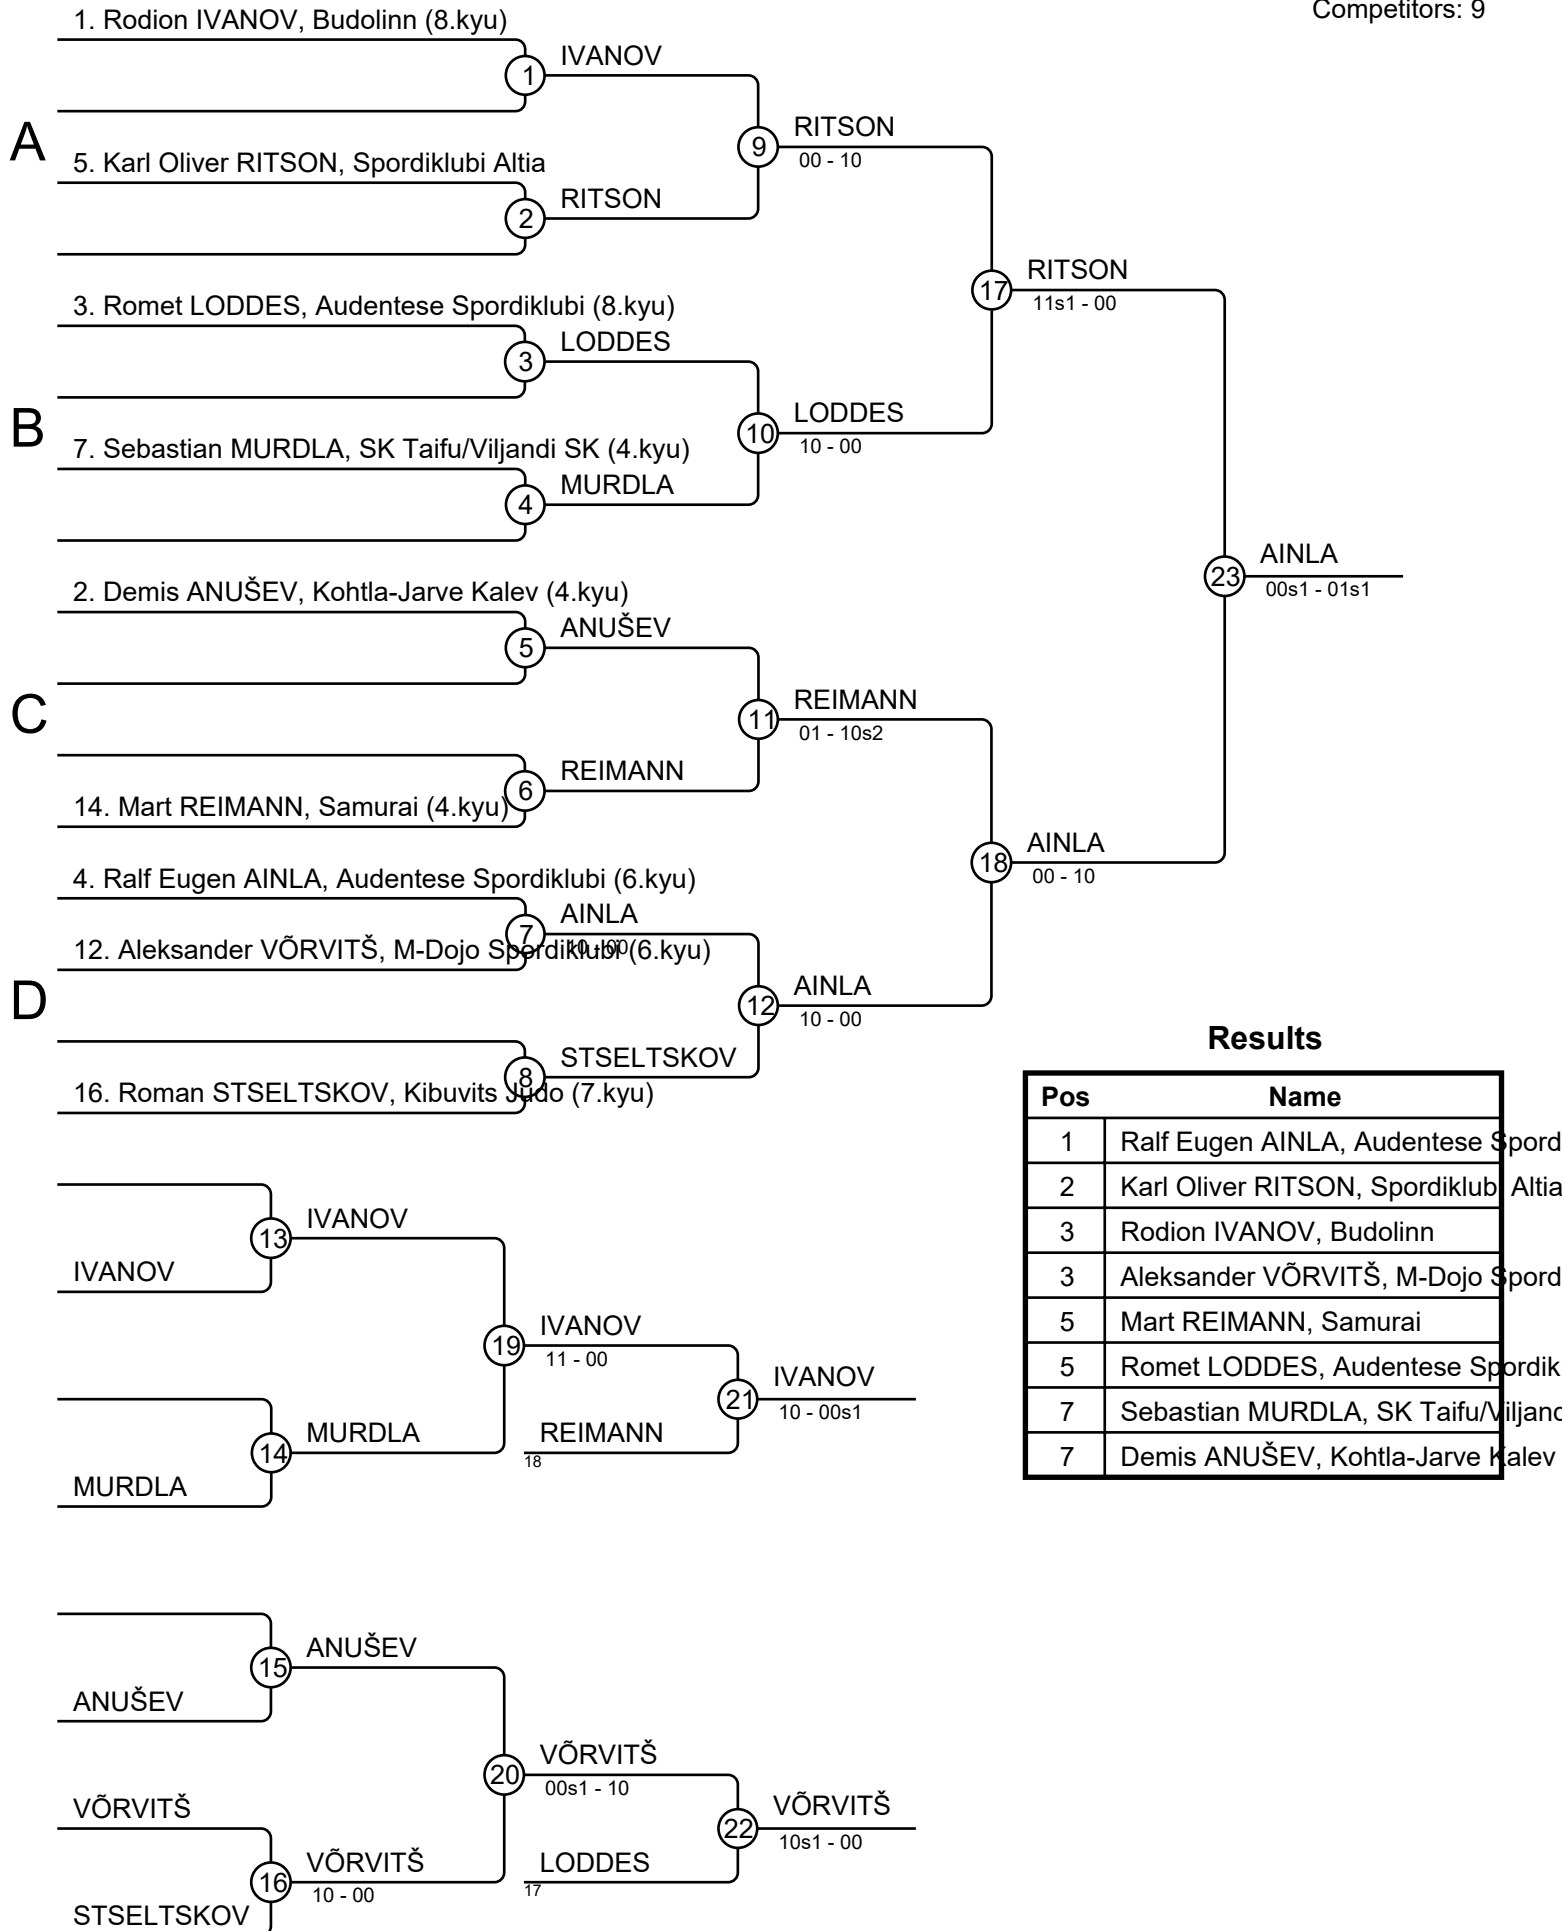 Competitors: 9
1. Rodion IVANOV, Budolinn (8.kyu)
1
IVANOV
A
5. Karl Oliver RITSON, Spordiklubi Altia
2
RITSON
9
RITSON
00 - 10
3. Romet LODDES, Audentese Spordiklubi (8.kyu)
3
LODDES
B
7. Sebastian MURDLA, SK Taifu/Viljandi SK (4.kyu)
4
MURDLA
10
LODDES
10 - 00
17
RITSON
11s1 - 00
2. Demis ANUŠEV, Kohtla-Jarve Kalev (4.kyu)
5
ANUŠEV
C
6
REIMANN
14. Mart REIMANN, Samurai (4.kyu)
11
REIMANN
01 - 10s2
4. Ralf Eugen AINLA, Audentese Spordiklubi (6.kyu)
7
AINLA
10 - 00
12. Aleksander VÕRVITŠ, M-Dojo Spordiklubi (6.kyu)
D
8
STSELTSKOV
16. Roman STSELTSKOV, Kibuvits Judo (7.kyu)
12
AINLA
10 - 00
18
AINLA
00 - 10
23
AINLA
00s1 - 01s1
Results
Pos Name
1 Ralf Eugen AINLA, Audentese Spord
2 Karl Oliver RITSON, Spordiklubi Altia
3 Rodion IVANOV, Budolinn
3 Aleksander VÕRVITŠ, M-Dojo Spord
5 Mart REIMANN, Samurai
5 Romet LODDES, Audentese Spordik
7 Sebastian MURDLA, SK Taifu/Viljand
7 Demis ANUŠEV, Kohtla-Jarve Kalev
13
IVANOV
IVANOV
14
MURDLA
MURDLA
19
IVANOV
11 - 00
REIMANN
18
21
IVANOV
10 - 00s1
15
ANUŠEV
ANUŠEV
VÕRVITŠ
16
VÕRVITŠ
10 - 00
STSELTSKOV
20
VÕRVITŠ
00s1 - 10
LODDES
17
22
VÕRVITŠ
10s1 - 00